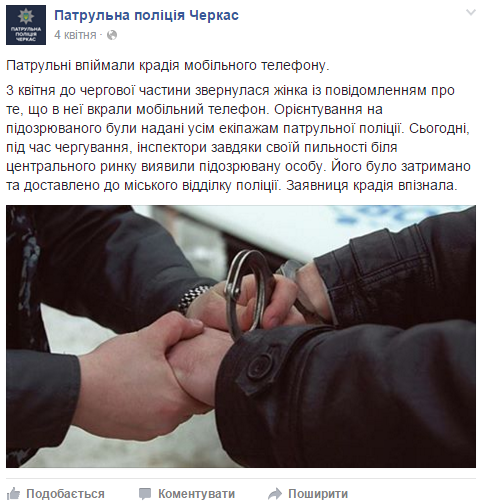 Патрульна поліція Черкас
4 квітня ·
ПАТРУЛЬНА
ПОЛІЦІЯ
ЧЕРКАС
Патрульні впіймали крадія мобільного телефону.
3 квітня до чергової частини звернулася жінка із повідомленням про
те, що в неї вкрали мобільний телефон. Орієнтування на
підозрюваного були надані усім екіпажам патрульної поліції. Сьогодні,
під час чергування, інспектори завдяки своїй пильності біля
центрального ринку виявили підозрювану особу. Його було затримано
та доставлено до міського відділку поліції. Заявниця крадія впізнала.
Подобається Коментувати Поширити